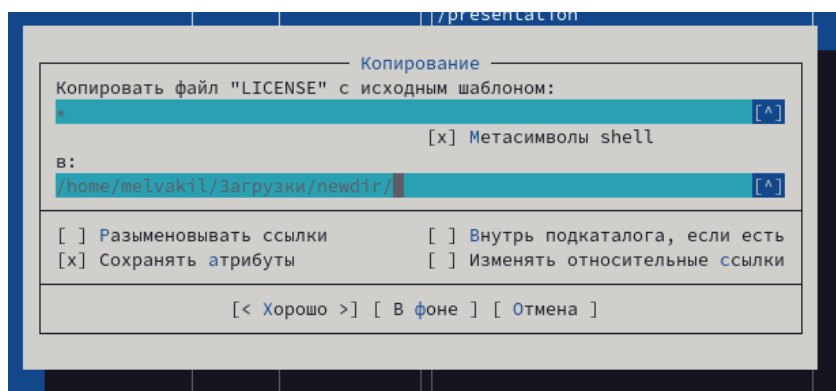 /presentation
Копирование
Копировать файл "LICENSE" с исходным шаблоном:
* [^]
[x] Метасимволы shell
в:
/home/melvakil/Загрузки/newdir/ [^]
[ ] Разыменовывать ссылки [ ] Внутрь подкаталога, если есть
[x] Сохранять атрибуты [ ] Изменять относительные ссылки
[< Хорошо >] [ В фоне ] [ Отмена ]